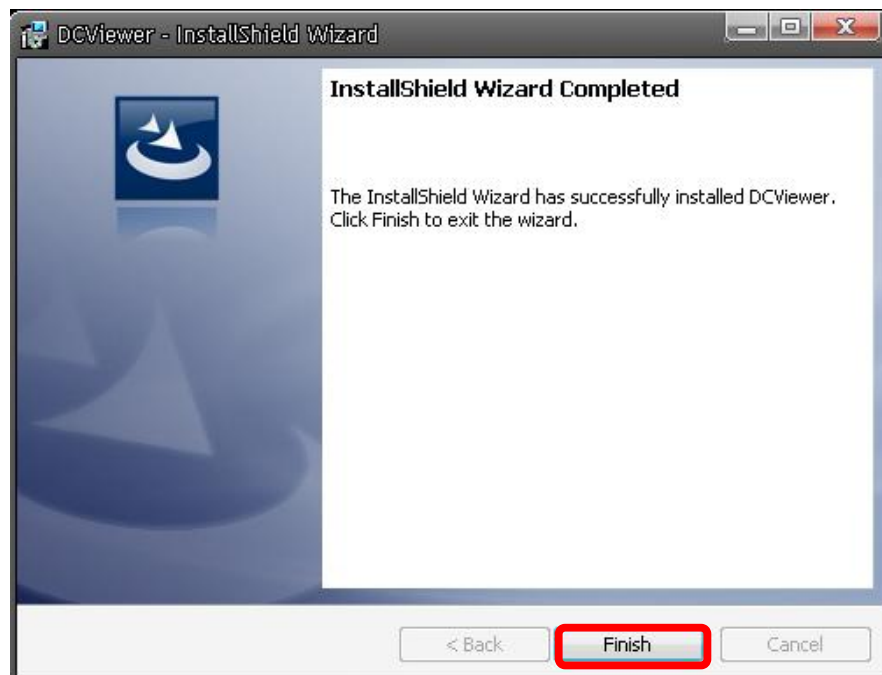 DCViewer - InstallShield Wizard
InstallShield Wizard Completed
The InstallShield Wizard has successfully installed DCViewer.
Click Finish to exit the wizard.
< Back
Finish
Cancel